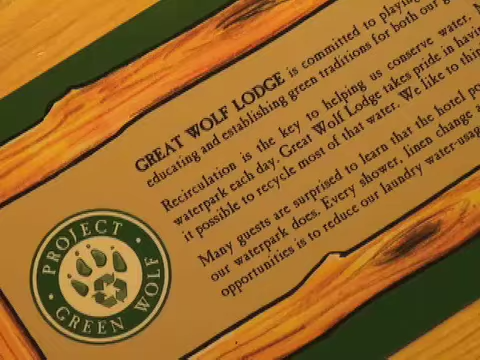 GREAT WOLF LODGE is committed to playing
educating and establishing green traditions for both our g
Recirculation is the key to helping us conserve water.
waterpark each day. Great Wolf Lodge takes pride in havin
it possible to recycle most of that water. We like to thin
Many guests are surprised to learn that the hotel po
our waterpark does. Every shower, linen change a
opportunities is to reduce our laundry water-usag
PROJECT
GREEN WOLF